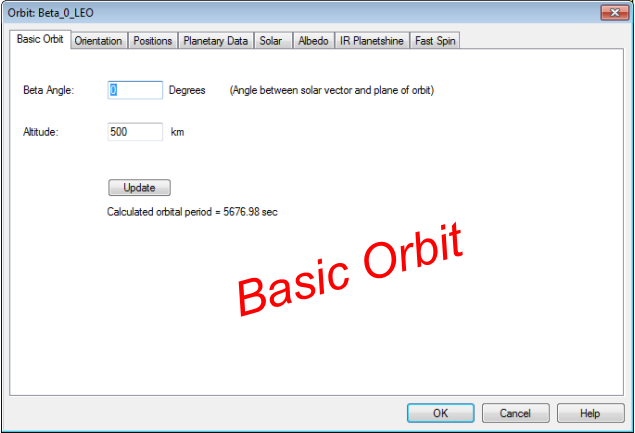 Orbit: Beta_0_LEO
Basic Orbit Orientation Positions Planetary Data Solar Albedo IR Planetshine Fast Spin
Beta Angle: 0 Degrees (Angle between solar vector and plane of orbit)
Altitude: 500 km
Update
Calculated orbital period = 5676.98 sec
Basic Orbit
OK Cancel Help